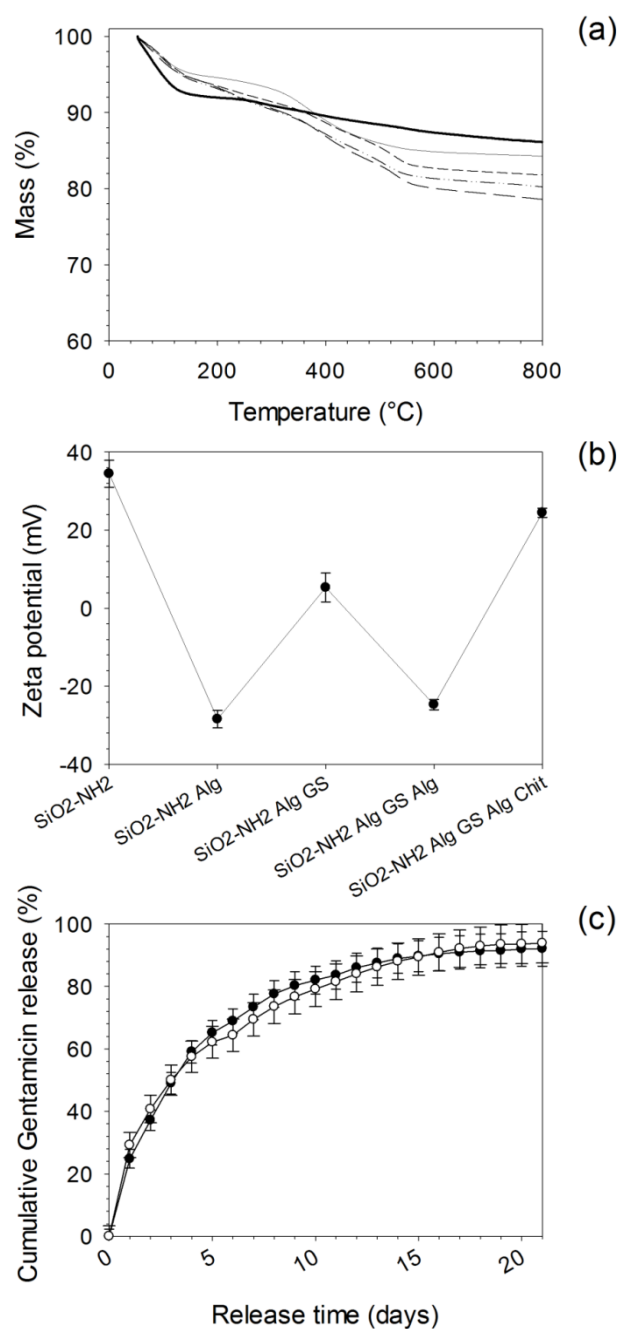 (a)
100
90
80
70
60
Mass (%)
0 200 400 600 800
Temperature (°C)
(b)
40
20
0
-20
-40
Zeta potential (mV)
SiO2-NH2
SiO2-NH2 Alg
SiO2-NH2 Alg GS
SiO2-NH2 Alg GS Alg
SiO2-NH2 Alg GS Alg Chit
(c)
100
80
60
40
20
0
Cumulative Gentamicin release (%)
0 5 10 15 20
Release time (days)